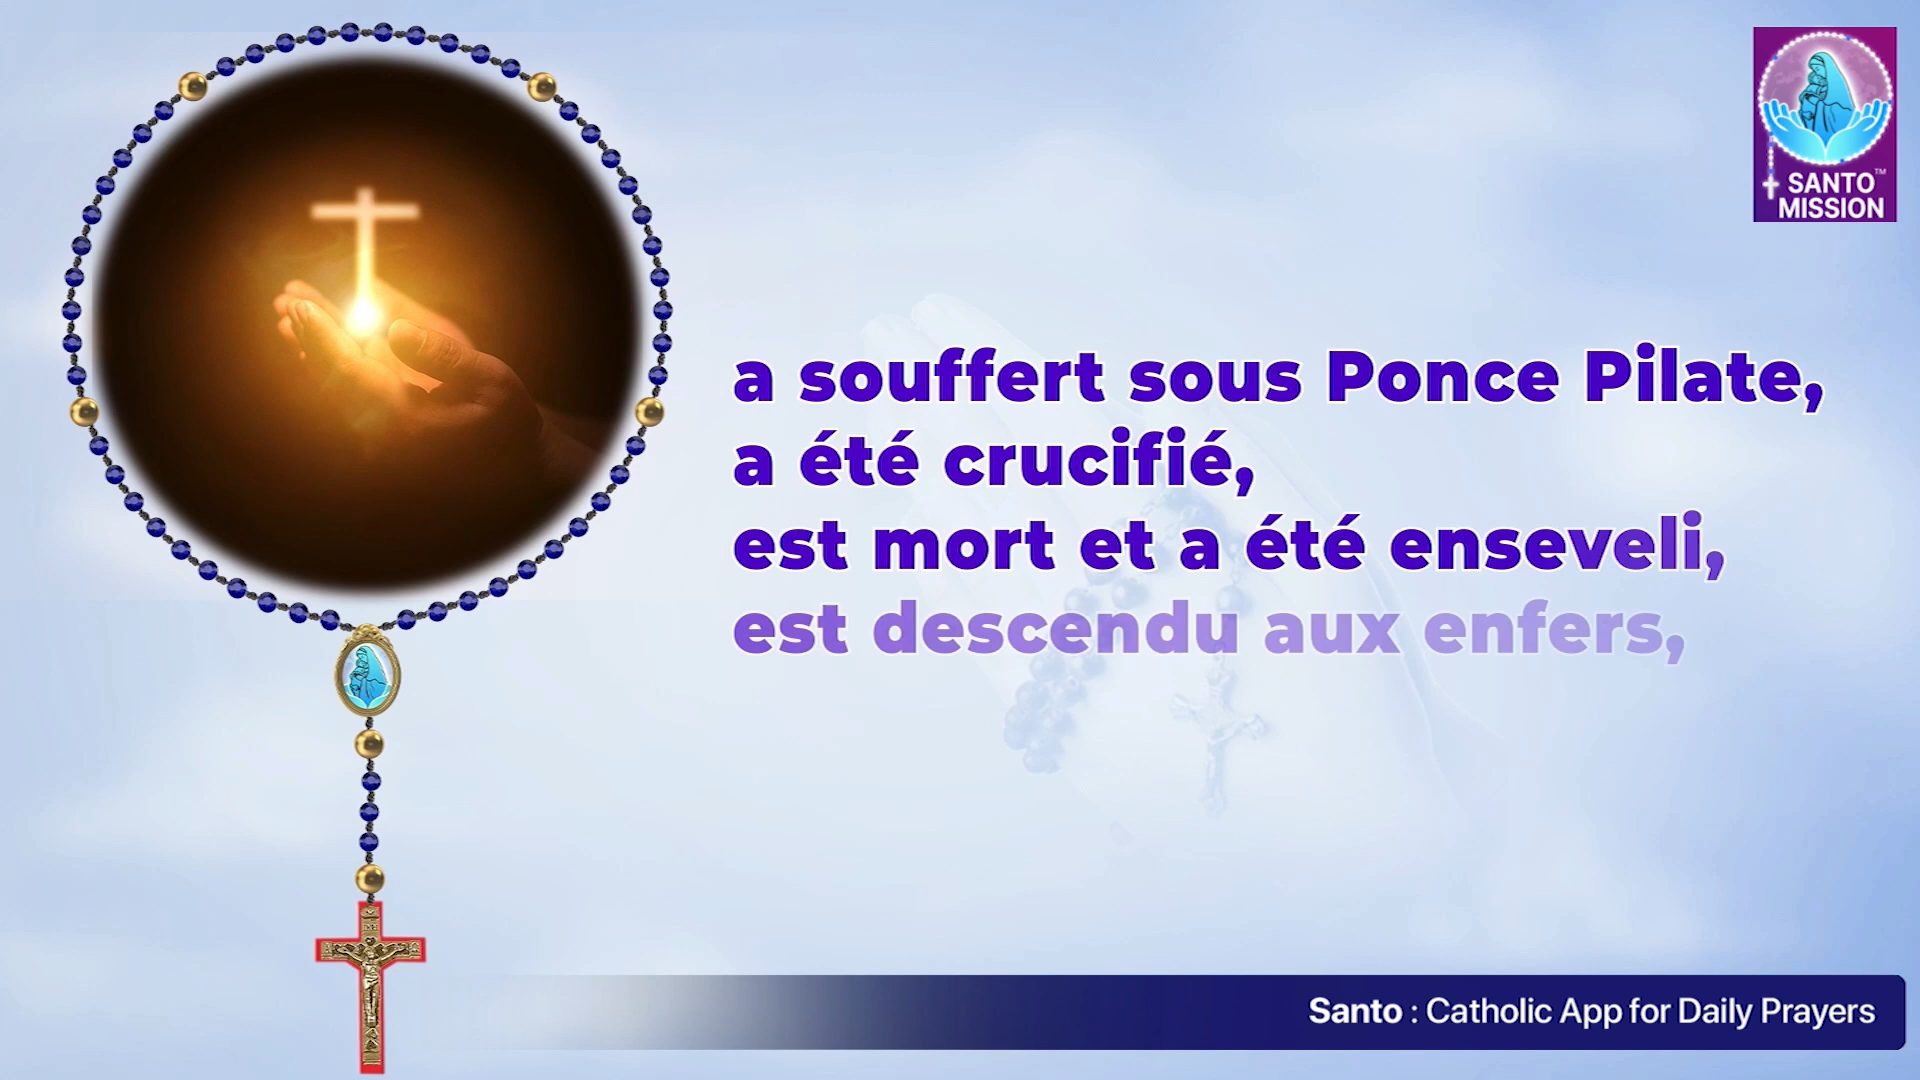 SANTO™
MISSION
a souffert sous Ponce Pilate,
a été crucifié,
est mort et a été enseveli,
est descendu aux enfers,
Santo : Catholic App for Daily Prayers